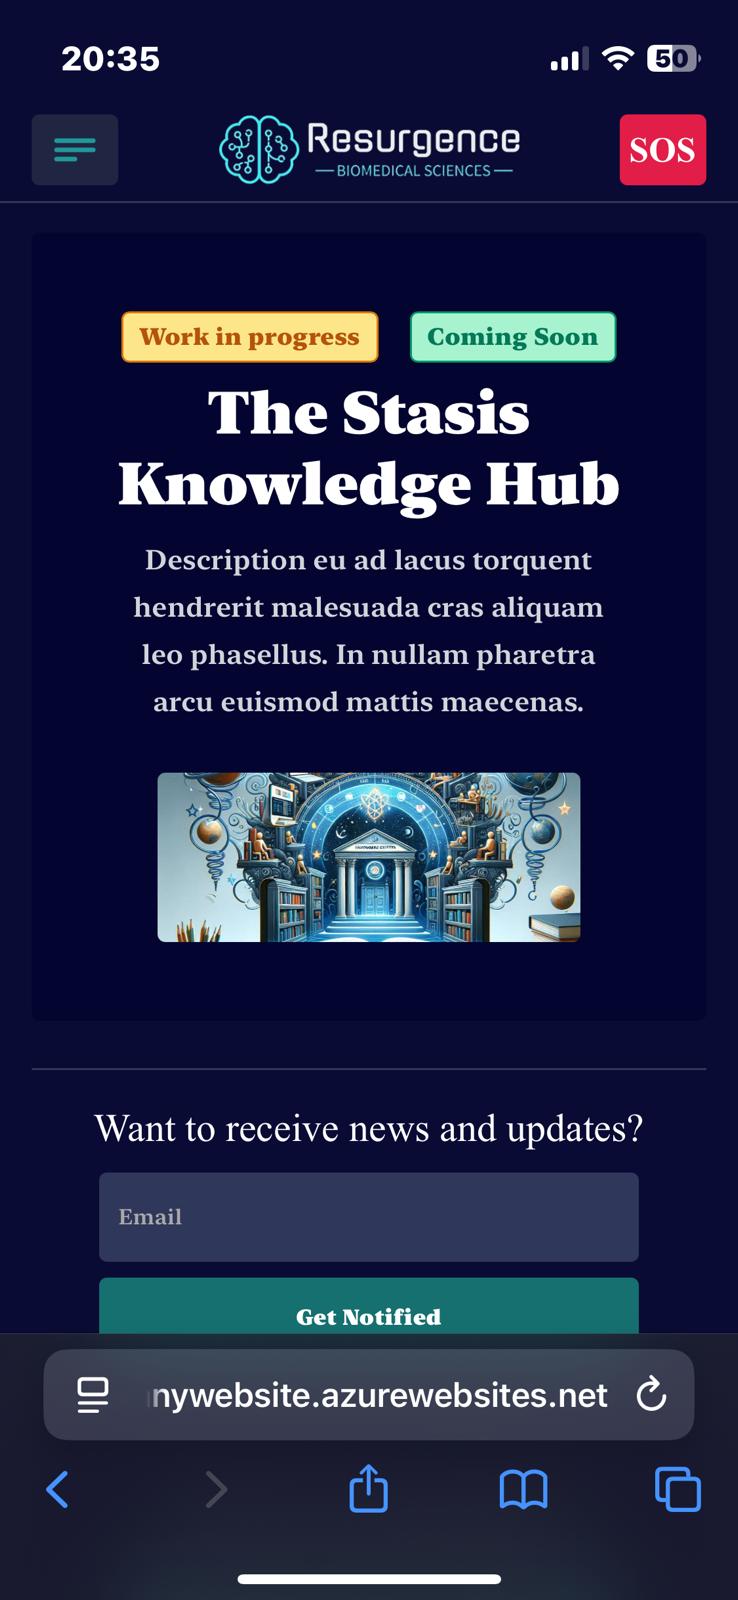 20:35
50
Resurgence
BIOMEDICAL SCIENCES
SOS
Work in progress
Coming Soon
The Stasis
Knowledge Hub
Description eu ad lacus torquent
hendrerit malesuada cras aliquam
leo phasellus. In nullam pharetra
arcu euismod mattis maecenas.
Want to receive news and updates?
Email
Get Notified
nywebsite.azurewebsites.net